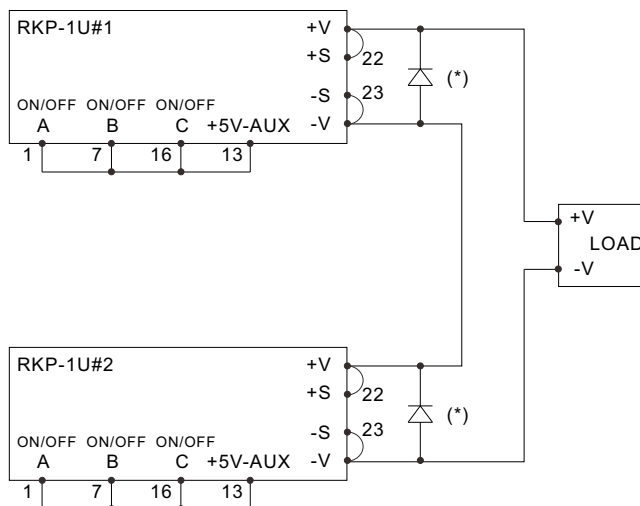 RKP-1U#1
+V
+S
22
-S
23
-V
ON/OFF ON/OFF ON/OFF
A B C +5V-AUX
1 7 16 13
(*)
+V
LOAD
-V
RKP-1U#2
+V
+S
22
-S
23
-V
ON/OFF ON/OFF ON/OFF
A B C +5V-AUX
1 7 16 13
(*)